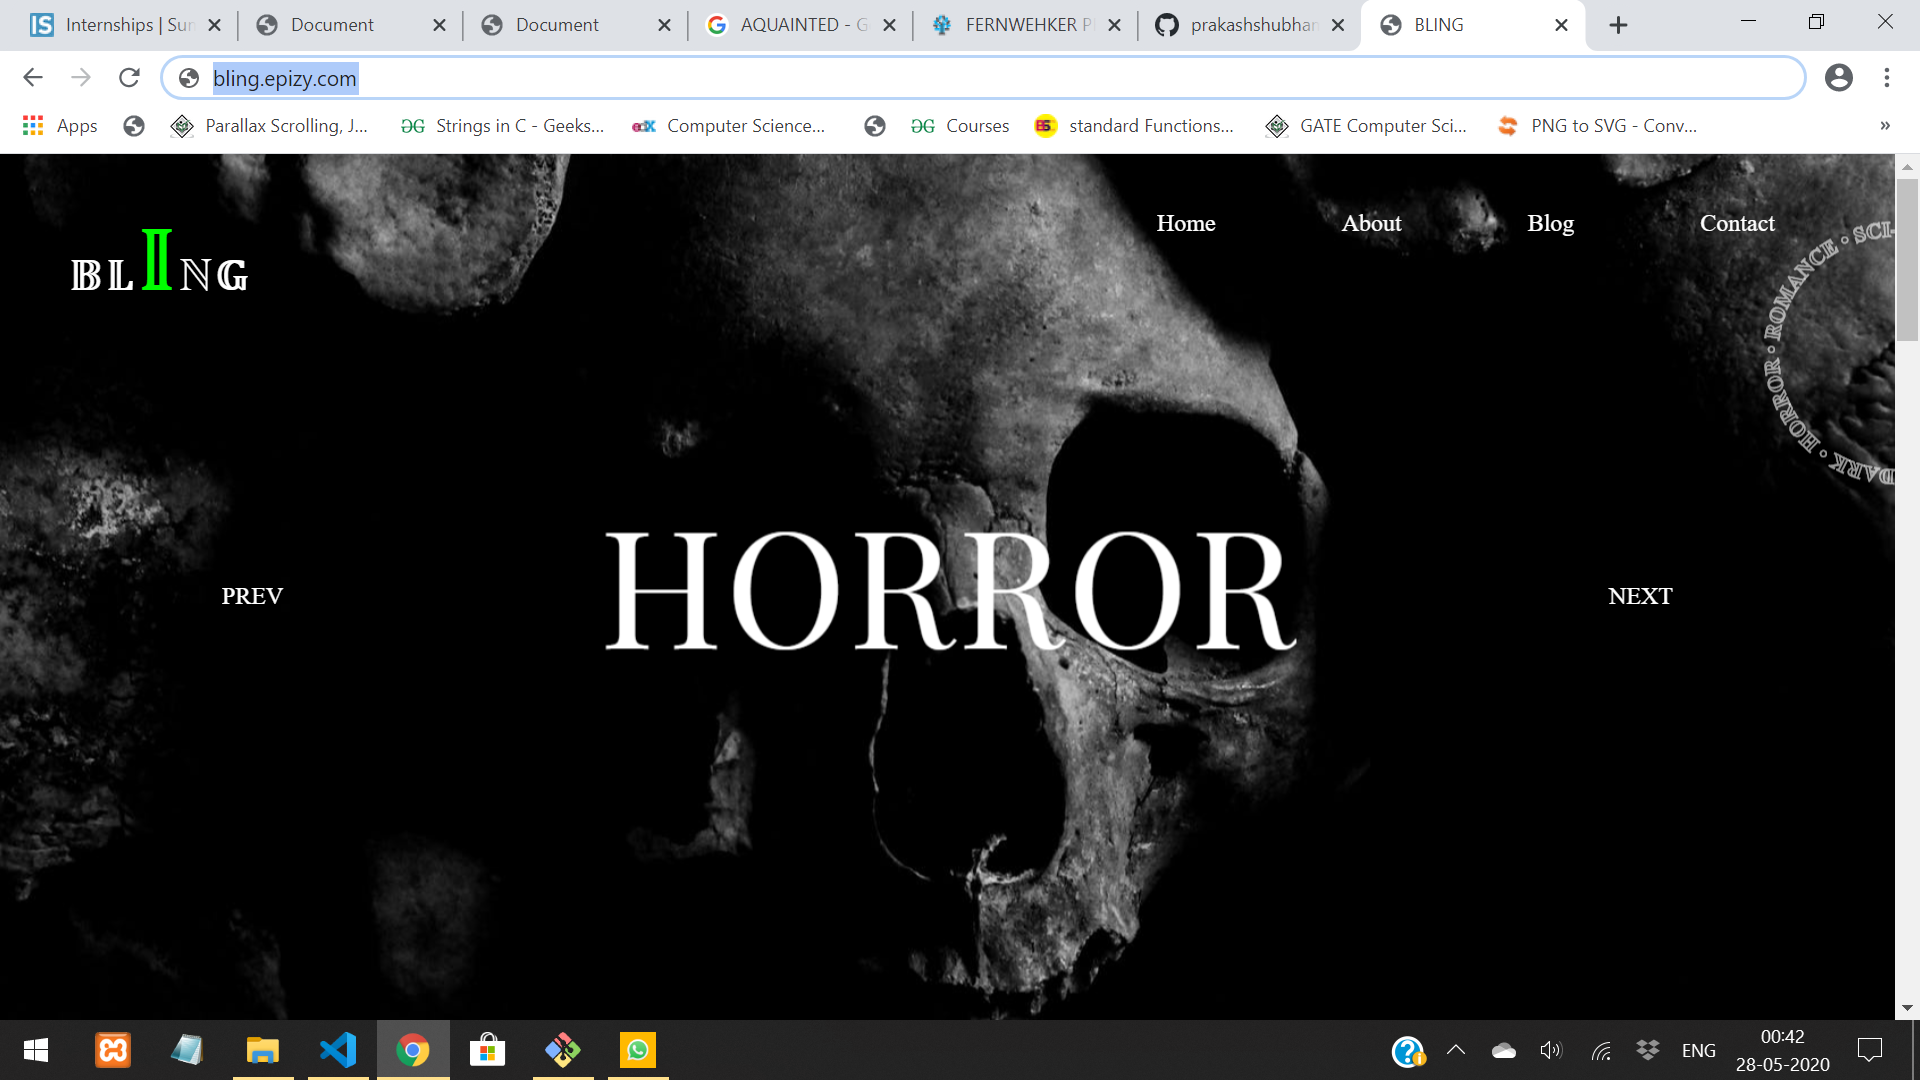 Internships | Sun
Document
Document
AQUAINTED - G
FERNWEHKER P
prakashshubhan
BLING
bling.epizy.com
Apps
Parallax Scrolling, J...
Strings in C - Geeks...
Computer Science...
Courses
standard Functions...
GATE Computer Sci...
PNG to SVG - Conv...
»
BLING
Home
About
Blog
Contact
DARK • HORROR • ROMANCE • SCI-
HORROR
PREV
NEXT
ENG
00:42
28-05-2020